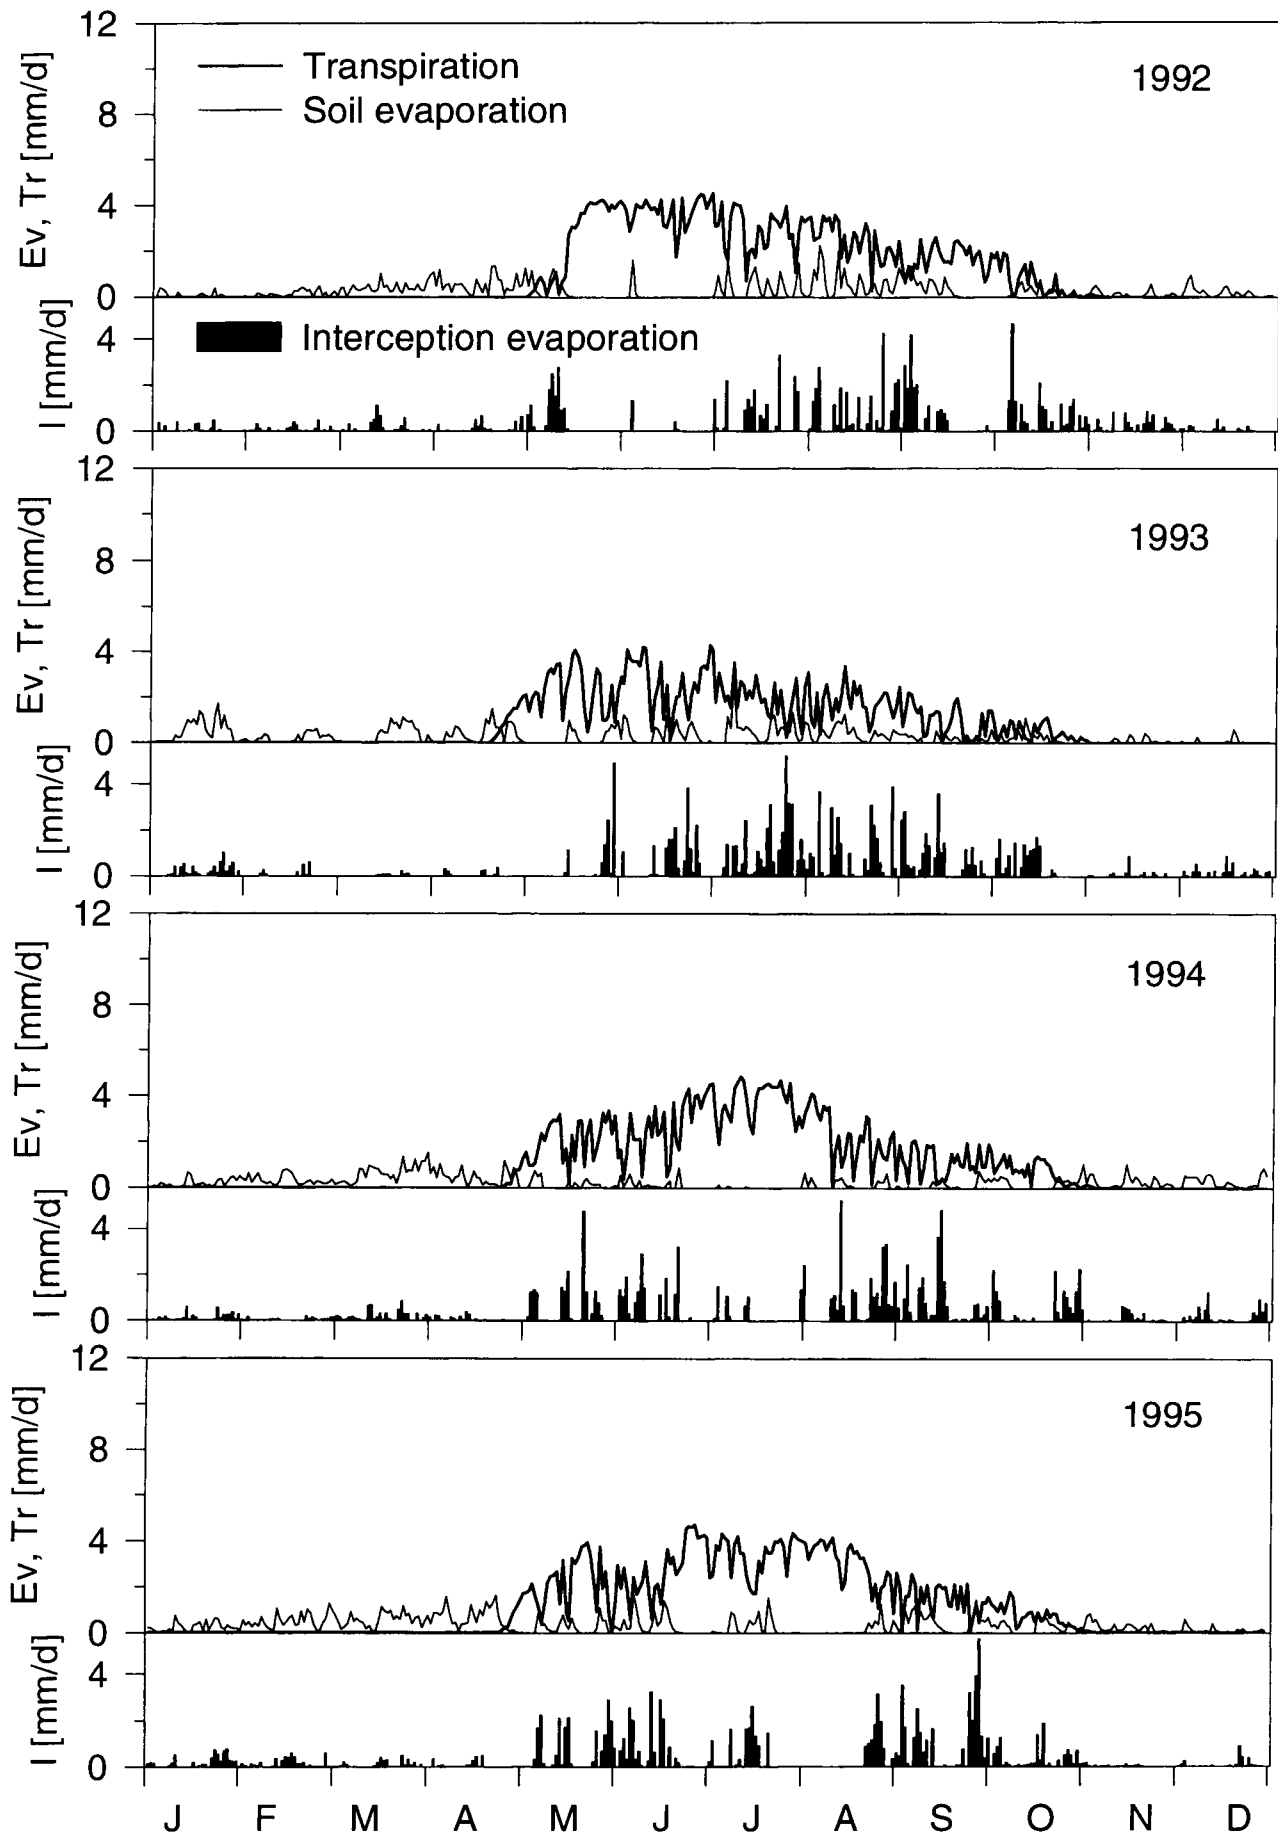 12
Transpiration
1992
Soil evaporation
8
Ev, Tr [mm/d]
4
0
Interception evaporation
4
I [mm/d]
0
12
1993
8
Ev, Tr [mm/d]
4
0
4
I [mm/d]
0
12
1994
8
Ev, Tr [mm/d]
4
0
4
I [mm/d]
0
12
1995
8
Ev, Tr [mm/d]
4
0
4
I [mm/d]
0
J F M A M J J A S O N D